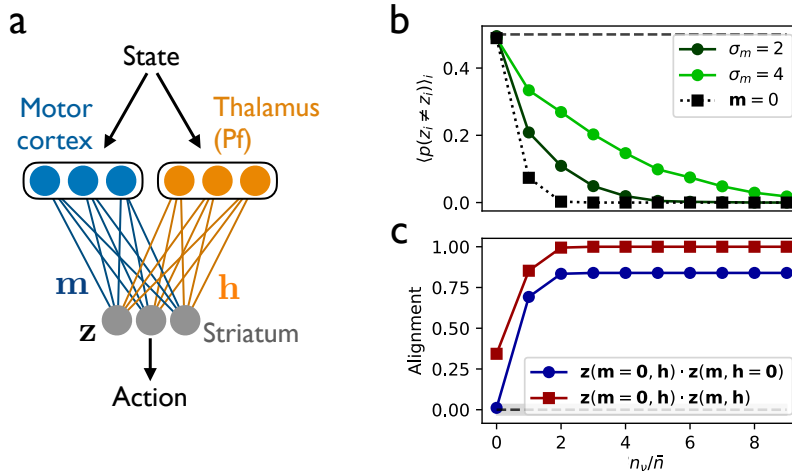 a
State
Motor
cortex
Thalamus
(Pf)
m
h
z
Striatum
Action
b
⟨p(z_i ≠ z_i)⟩_i
0.4
0.2
0.0
σ_m = 2
σ_m = 4
m = 0
c
Alignment
1.00
0.75
0.50
0.25
0.00
z(m = 0, h) · z(m, h = 0)
z(m = 0, h) · z(m, h)
0 2 4 6 8
n_ν/n̄